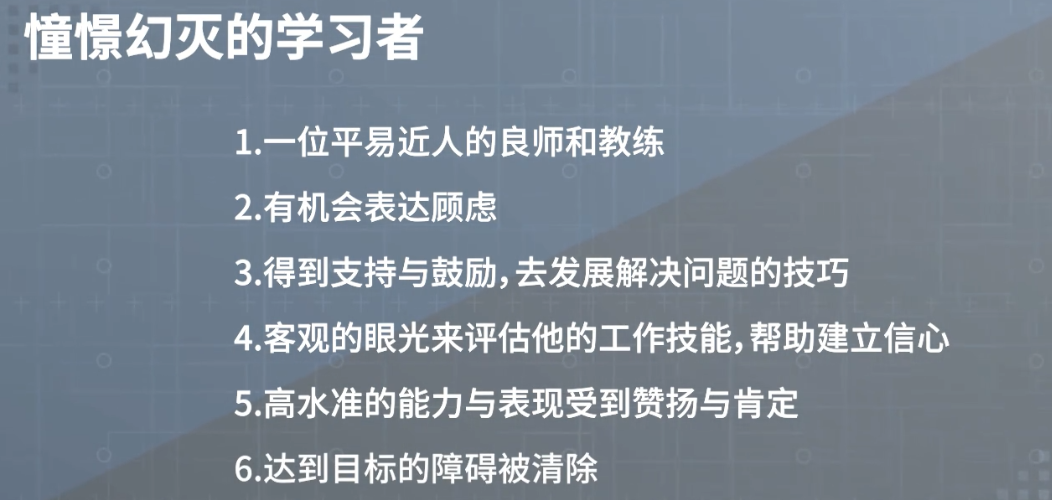 憧憬幻灭的学习者
1.一位平易近人的良师和教练
2.有机会表达顾虑
3.得到支持与鼓励,去发展解决问题的技巧
4.客观的眼光来评估他的工作技能,帮助建立信心
5.高水准的能力与表现受到赞扬与肯定
6.达到目标的障碍被清除